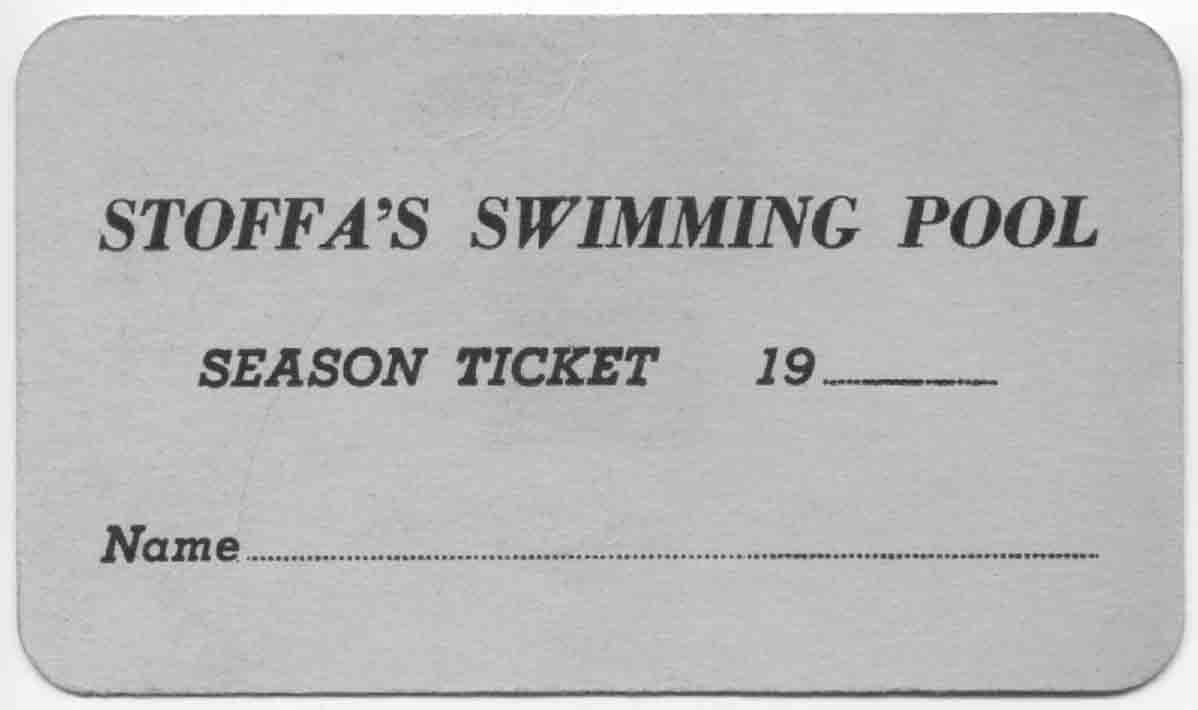 STOFFA'S SWIMMING POOL
SEASON TICKET 19
Name